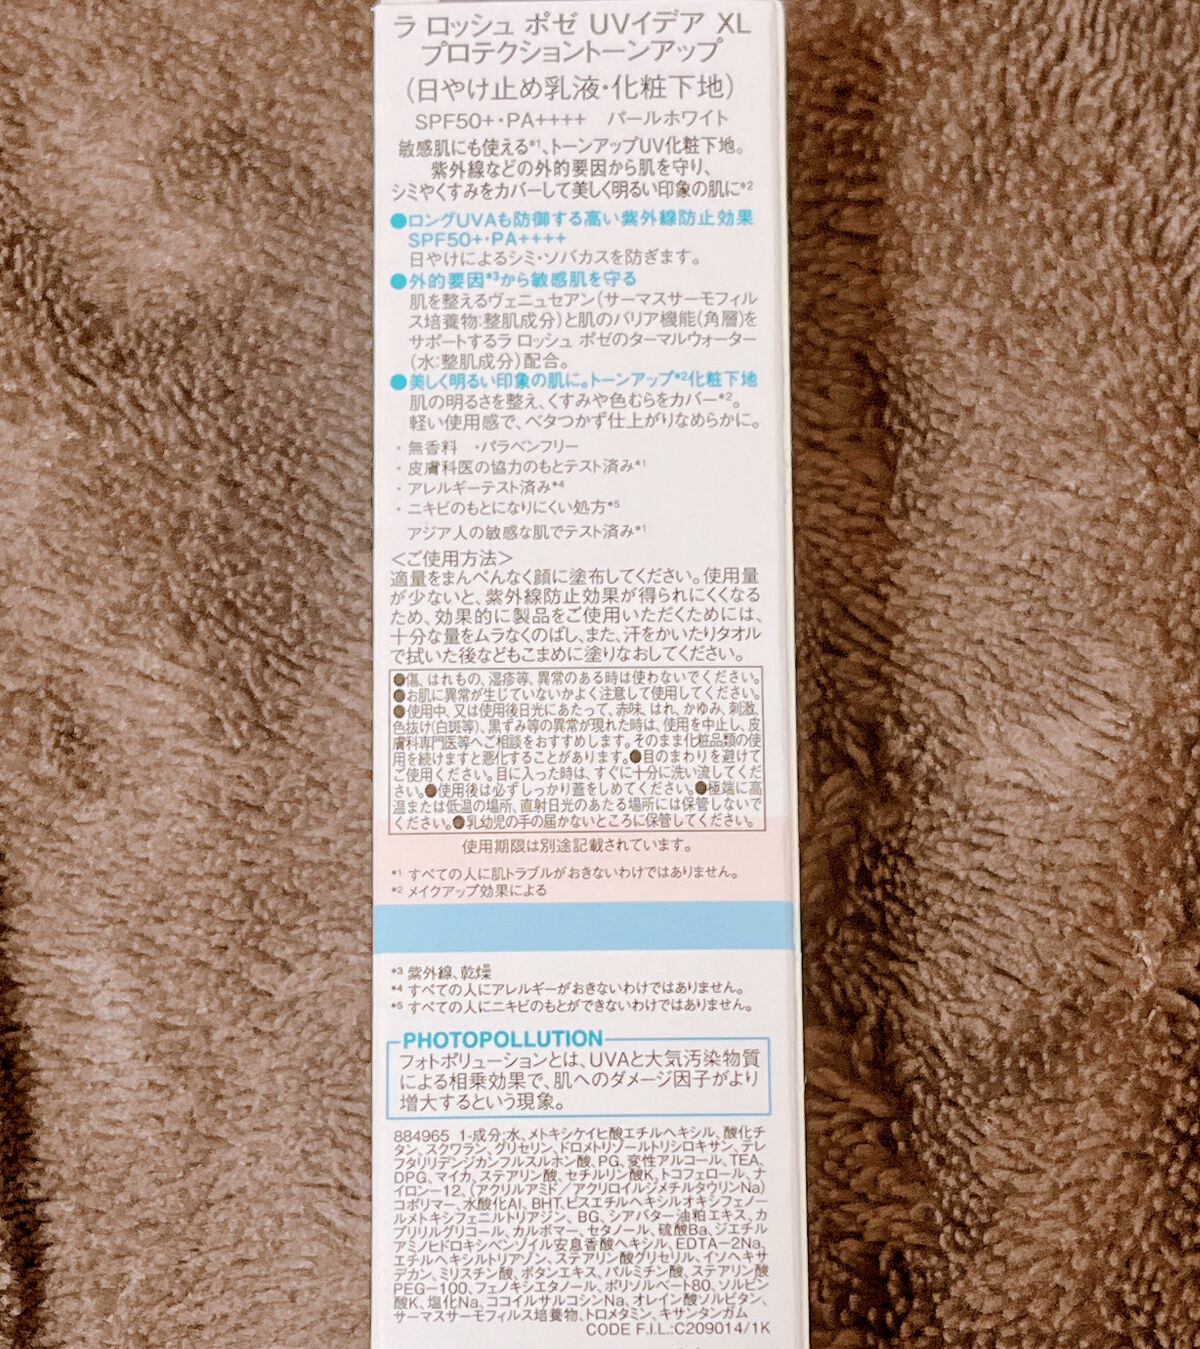 ラ ロッシュ ポゼ UVイデア XL
プロテクショントーンアップ
(日やけ止め乳液・化粧下地)
SPF50+・PA++++ パールホワイト
敏感肌にも使える*1、トーンアップUV化粧下地。
紫外線などの外的要因から肌を守り、
シミやくすみをカバーして美しく明るい印象の肌に*2
●ロングUVAも防御する高い紫外線防止効果
SPF50+・PA++++
日やけによるシミ・ソバカスを防ぎます。
●外的要因*3から敏感肌を守る
肌を整えるヴェニュセアン(サーマスサーモフィル
ス培養物:整肌成分)と肌のバリア機能(角層)を
サポートするラ ロッシュ ポゼのターマルウォーター
(水:整肌成分)配合。
●美しく明るい印象の肌に。トーンアップ*2化粧下地
肌の明るさを整え、くすみや色むらをカバー*2。
軽い使用感で、ベタつかず仕上がりなめらかに。
・無香料 ・パラベンフリー
・皮膚科医の協力のもとテスト済み*1
・アレルギーテスト済み*4
・ニキビのもとになりにくい処方*5
アジア人の敏感な肌でテスト済み*1
<ご使用方法>
適量をまんべんなく顔に塗布してください。使用量
が少ないと、紫外線防止効果が得られにくくなる
ため、効果的に製品をご使用いただくためには、
十分な量をムラなくのばし、また、汗をかいたりタオル
で拭いた後などもこまめに塗りなおしてください。
●傷、はれもの、湿疹等、異常のある時は使わないでください。
●お肌に異常が生じていないかよく注意して使用してください。
●使用中、又は使用後日光にあたって、赤味、はれ、かゆみ、刺激、
色抜け(白斑等)、黒ずみ等の異常が現れた時は、使用を中止し、皮
膚科専門医等へご相談をおすすめします。そのまま化粧品類の使
用を続けますと悪化することがあります。●目のまわりを避けて
ご使用ください。目に入った時は、すぐに十分に洗い流してくだ
さい。●使用後は必ずしっかり蓋をしめてください。●極端に高
温または低温の場所、直射日光のあたる場所には保管しないで
ください。●乳幼児の手の届かないところに保管してください。
使用期限は別途記載されています。
*1 すべての人に肌トラブルがおきないわけではありません。
*2 メイクアップ効果による
*3 紫外線、乾燥
*4 すべての人にアレルギーがおきないわけではありません。
*5 すべての人にニキビのもとができないわけではありません。
PHOTOPOLLUTION
フォトポリューションとは、UVAと大気汚染物質
による相乗効果で、肌へのダメージ因子がより
増大するという現象。
884965 1-成分:水、メトキシケイヒ酸エチルヘキシル、酸化チ
タン、スクワラン、グリセリン、ドロメトリゾールトリシロキサン、テレ
フタリリデンジカンフルスルホン酸、PG、変性アルコール、TEA、
DPG、マイカ、ステアリン酸、セチルリン酸K、トコフェロール、ナ
イロン-12、(アクリルアミド/アクリロイルジメチルタウリンNa)
コポリマー、水酸化Al、BHT、ビスエチルヘキシルオキシフェノー
ルメトキシフェニルトリアジン、BG、シアバター油粕エキス、カ
プリリルグリコール、カルボマー、セタノール、硫酸Ba、ジエチル
アミノヒドロキシベンゾイル安息香酸ヘキシル、EDTA-2Na、
エチルヘキシルトリアゾン、ステアリン酸グリセリル、イソヘキサ
デカン、ミリスチン酸、ボタンエキス、パルミチン酸、ステアリン酸
PEG-100、フェノキシエタノール、ポリソルベート80、ソルビン
酸K、塩化Na、ココイルサルコシンNa、オレイン酸ソルビタン、
サーマスサーモフィルス培養物、トロメタミン、キサンタンガム
CODE F.I.L.:C209014/1K